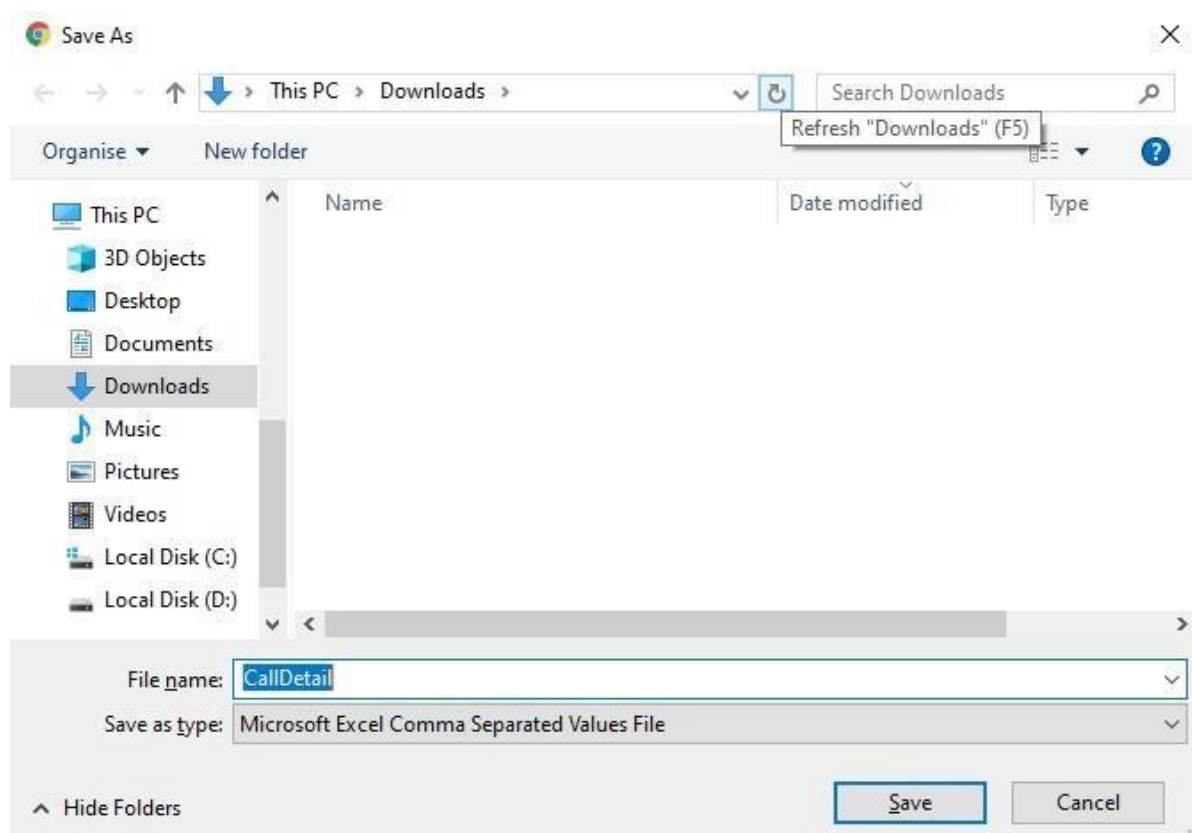 Save As
This PC > Downloads >
Search Downloads
Refresh "Downloads" (F5)
Organise
New folder
This PC
3D Objects
Desktop
Documents
Downloads
Music
Pictures
Videos
Local Disk (C:)
Local Disk (D:)
Name Date modified Type
File name: CallDetail
Save as type: Microsoft Excel Comma Separated Values File
Hide Folders
Save
Cancel